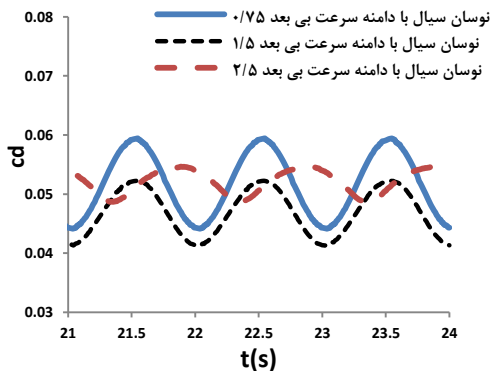 نوسان سیال با دامنه سرعت بی بعد ۰/۷۵
نوسان سیال با دامنه سرعت بی بعد ۱/۵
نوسان سیال با دامنه سرعت بی بعد ۲/۵
0.08
0.07
0.06
0.05
0.04
0.03
cd
21 21.5 22 22.5 23 23.5 24
t(s)